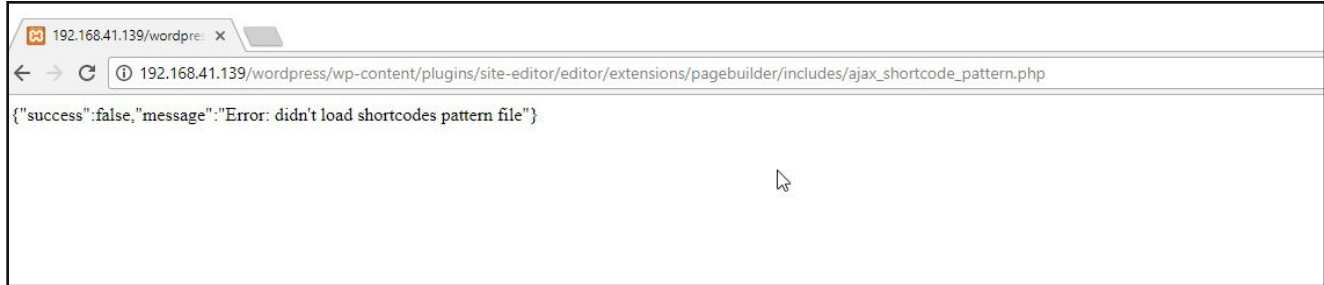 192.168.41.139/wordpre
192.168.41.139/wordpress/wp-content/plugins/site-editor/editor/extensions/pagebuilder/includes/ajax_shortcode_pattern.php
{"success":false,"message":"Error: didn't load shortcodes pattern file"}